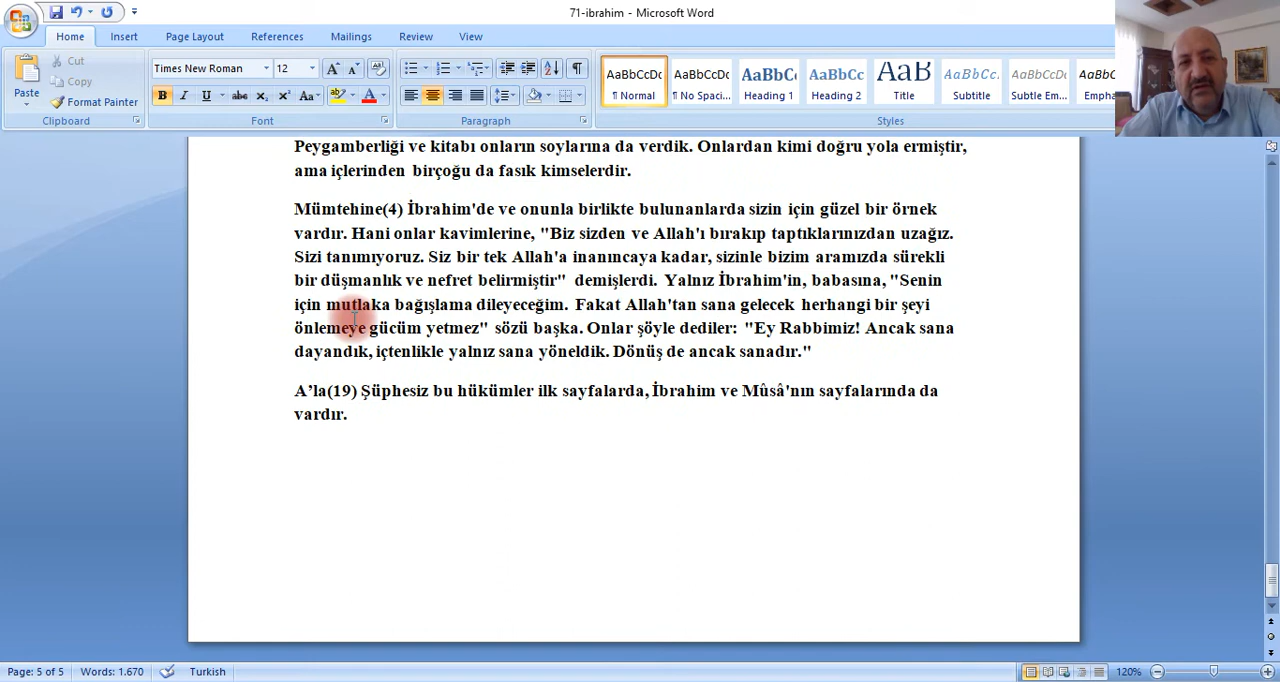 71-ibrahim - Microsoft Word
Home Insert Page Layout References Mailings Review View
Paste
Cut
Copy
Format Painter
Clipboard
Times New Roman 12
B I U abc X₂ X² Aa
Font
Paragraph
AaBbCcDc AaBbCcDc AaBbC AaBbCc AaB AaBbCc. AaBbCcDc AaBbCcD
¶ Normal ¶ No Spaci... Heading 1 Heading 2 Title Subtitle Subtle Em... Empha
Styles
Peygamberliği ve kitabı onların soylarına da verdik. Onlardan kimi doğru yola ermiştir,
ama içlerinden birçoğu da fasık kimselerdir.
Mümtehine(4) İbrahim'de ve onunla birlikte bulunanlarda sizin için güzel bir örnek
vardır. Hani onlar kavimlerine, "Biz sizden ve Allah'ı bırakıp taptıklarınızdan uzağız.
Sizi tanımıyoruz. Siz bir tek Allah'a inanıncaya kadar, sizinle bizim aramızda sürekli
bir düşmanlık ve nefret belirmiştir" demişlerdi. Yalnız İbrahim'in, babasına, "Senin
için mutlaka bağışlama dileyeceğim. Fakat Allah'tan sana gelecek herhangi bir şeyi
önlemeye gücüm yetmez" sözü başka. Onlar şöyle dediler: "Ey Rabbimiz! Ancak sana
dayandık, içtenlikle yalnız sana yöneldik. Dönüş de ancak sanadır."
A’la(19) Şüphesiz bu hükümler ilk sayfalarda, İbrahim ve Mûsâ'nın sayfalarında da
vardır.
Page: 5 of 5 Words: 1.670 Turkish 120%